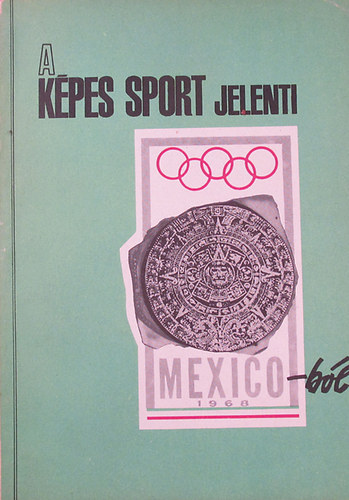 A
KÉPES SPORT JELENTI
MEXICO-ból
1968